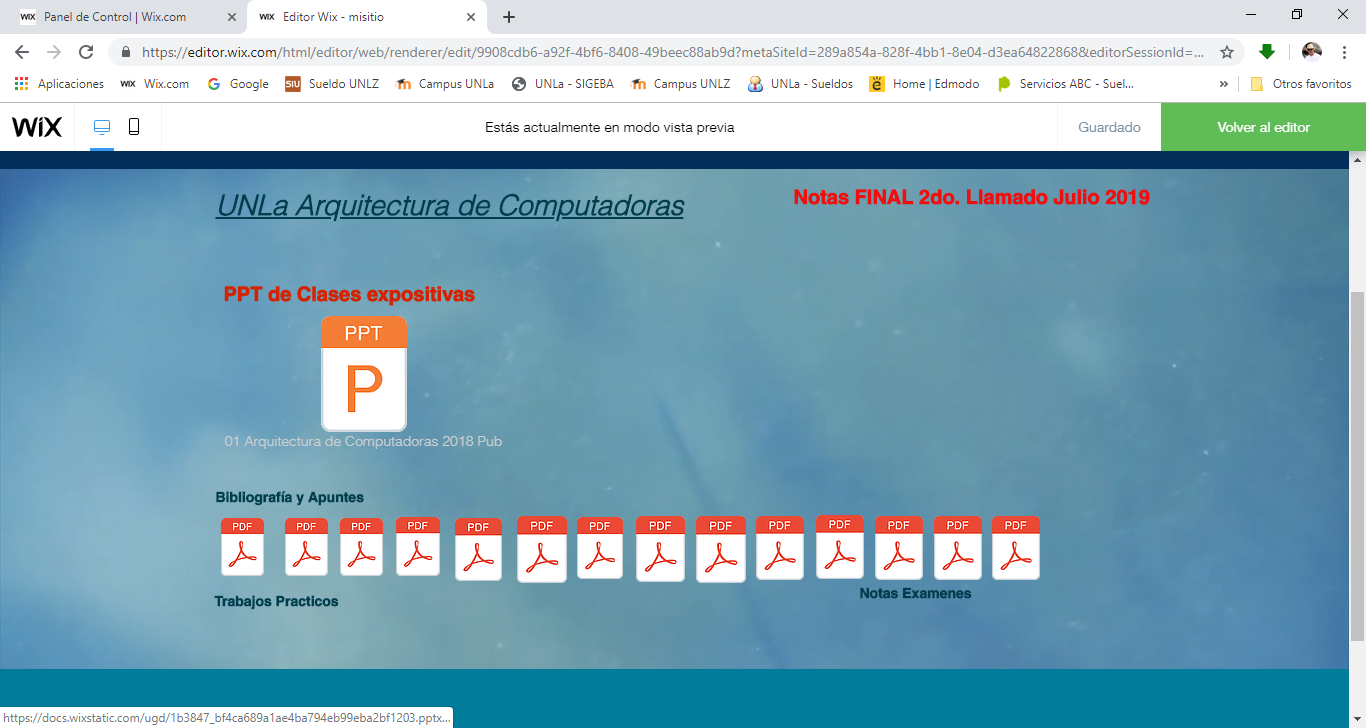 Panel de Control | Wix.com
Editor Wix - misitio
https://editor.wix.com/html/editor/web/renderer/edit/9908cdb6-a92f-4bf6-8408-49beec88ab9d?metaSiteId=289a854a-828f-4bb1-8e04-d3ea64822868&editorSessionId=...
Aplicaciones WIX Wix.com Google SIU Sueldo UNLZ Campus UNLa UNLa - SIGEBA Campus UNLZ UNLa - Sueldos Home | Edmodo Servicios ABC - Suel... » Otros favoritos
WiX Estás actualmente en modo vista previa Guardado Volver al editor
UNLa Arquitectura de Computadoras
Notas FINAL 2do. Llamado Julio 2019
PPT de Clases expositivas
PPT
P
01 Arquitectura de Computadoras 2018 Pub
Bibliografía y Apuntes
PDF PDF PDF PDF PDF PDF PDF PDF PDF PDF PDF PDF PDF PDF
Notas Examenes
Trabajos Practicos
https://docs.wixstatic.com/ugd/1b3847_bf4ca689a1ae4ba794eb99eba2bf1203.pptx...